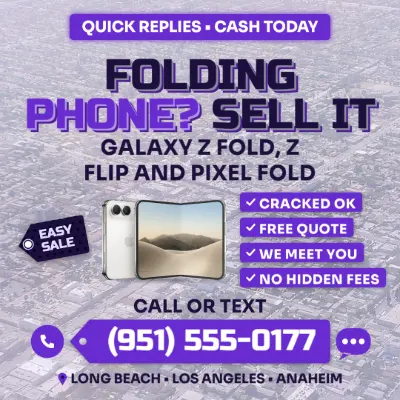 QUICK REPLIES • CASH TODAY
FOLDING
PHONE? SELL IT
GALAXY Z FOLD, Z
FLIP AND PIXEL FOLD
EASY
SALE
CRACKED OK
FREE QUOTE
WE MEET YOU
NO HIDDEN FEES
CALL OR TEXT
(951) 555-0177
LONG BEACH • LOS ANGELES • ANAHEIM